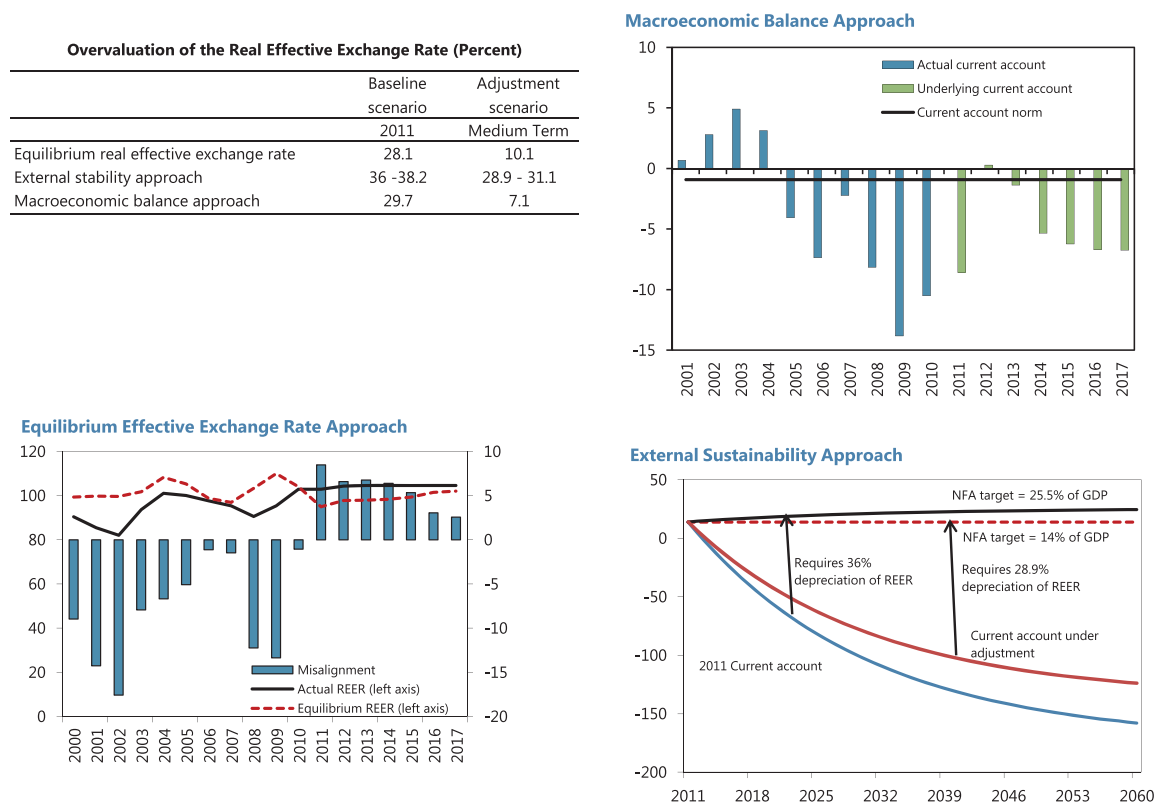 Overvaluation of the Real Effective Exchange Rate (Percent)
Baseline scenario Adjustment scenario
2011 Medium Term
Equilibrium real effective exchange rate 28.1 10.1
External stability approach 36 -38.2 28.9 - 31.1
Macroeconomic balance approach 29.7 7.1
Macroeconomic Balance Approach
10
5
0
-5
-10
-15
Actual current account
Underlying current account
Current account norm
2001 2002 2003 2004 2005 2006 2007 2008 2009 2010 2011 2012 2013 2014 2015 2016 2017
Equilibrium Effective Exchange Rate Approach
120
100
80
60
40
20
0
10
5
0
-5
-10
-15
-20
Misalignment
Actual REER (left axis)
Equilibrium REER (left axis)
2000 2001 2002 2003 2004 2005 2006 2007 2008 2009 2010 2011 2012 2013 2014 2015 2016 2017
External Sustainability Approach
50
0
-50
-100
-150
-200
NFA target = 25.5% of GDP
NFA target = 14% of GDP
Requires 36%
depreciation of REER
Requires 28.9%
depreciation of REER
Current account under
adjustment
2011 Current account
2011 2018 2025 2032 2039 2046 2053 2060